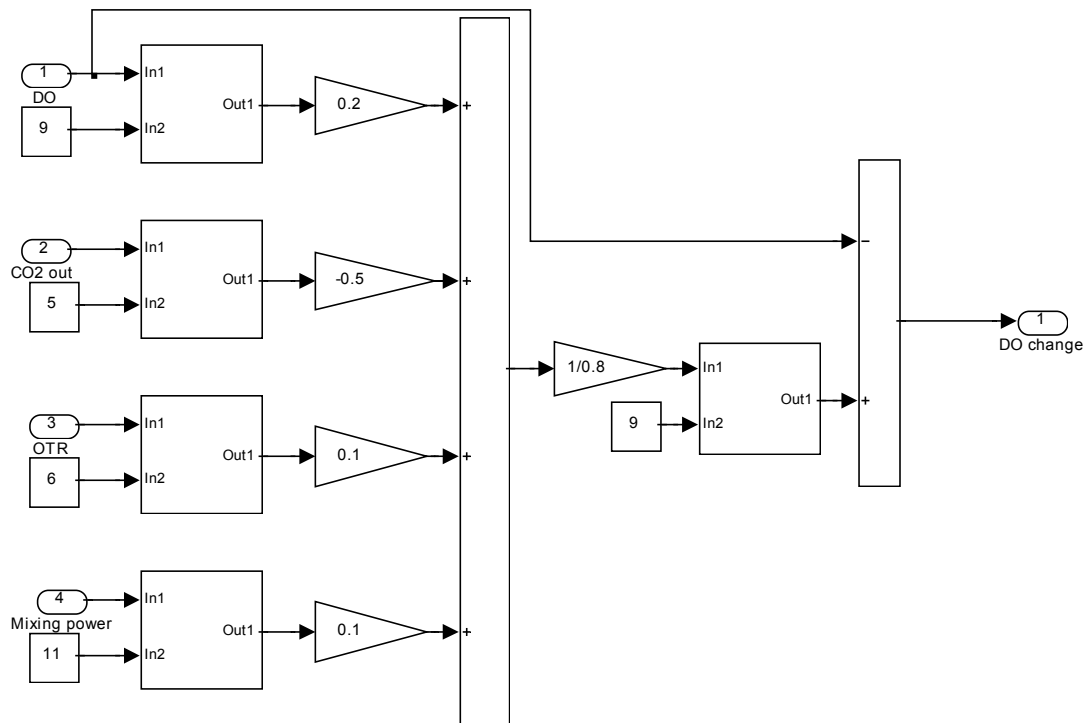 1
In1
DO
Out1
0.2
+
9
In2
−
2
In1
CO2 out
Out1
-0.5
+
5
In2
1
DO change
1/0.8
In1
Out1
+
9
In2
3
In1
OTR
Out1
0.1
+
6
In2
4
In1
Mixing power
Out1
0.1
+
11
In2